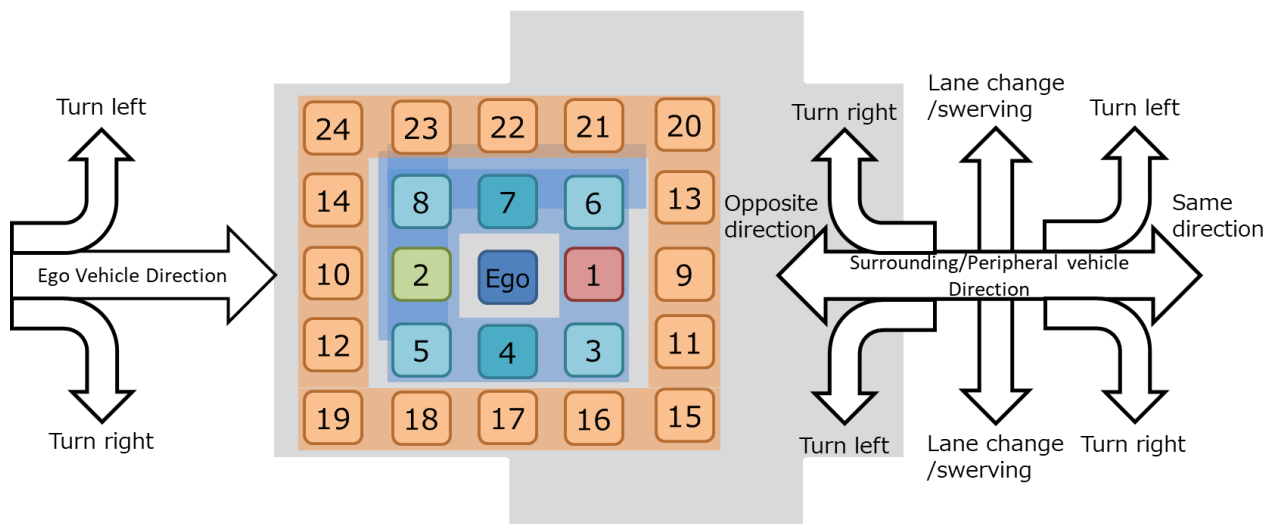 Turn left
Ego Vehicle Direction
Turn right
24 23 22 21 20
14 8 7 6 13
10 2 Ego 1 9
12 5 4 3 11
19 18 17 16 15
Lane change
/swerving
Turn right
Turn left
Opposite
direction
Same
direction
Surrounding/Peripheral vehicle
Direction
Turn left
Lane change
/swerving
Turn right